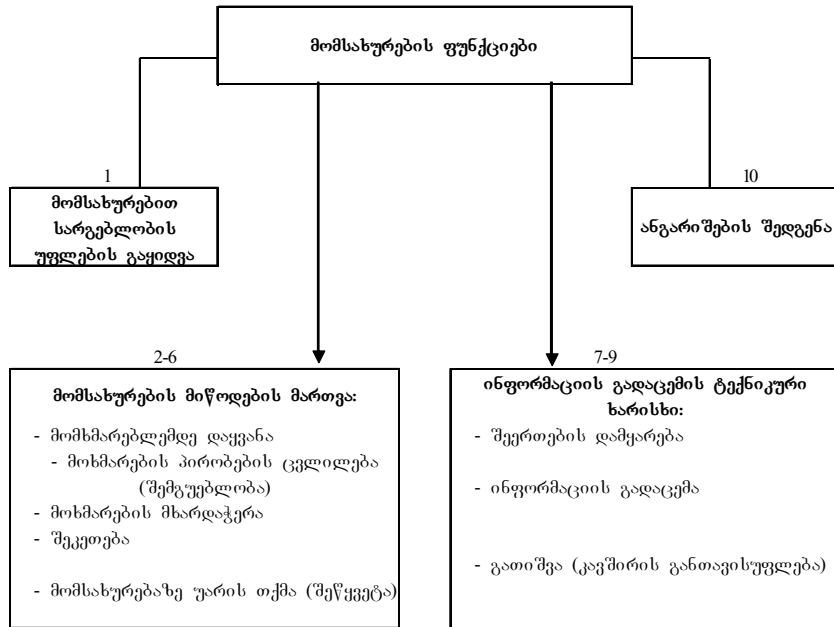 მომსახურების ფუნქციები
1
მომსახურებით
სარგებლობის
უფლების გაყიდვა
10
ანგარიშების შედგენა
2-6
მომსახურების მიწოდების მართვა:
- მომხმარებლემდე დაყვანა
- მოხმარების პირობების ცვლილება
(შემგუებლობა)
- მოხმარების მხარდაჭერა
- შეკეთება
- მომსახურებაზე უარის თქმა (შეწყვეტა)
7-9
ინფორმაციის გადაცემის ტექნიკური
ხარისხი:
- შეერთების დამყარება
- ინფორმაციის გადაცემა
- გათიშვა (კავშირის განთავისუფლება)